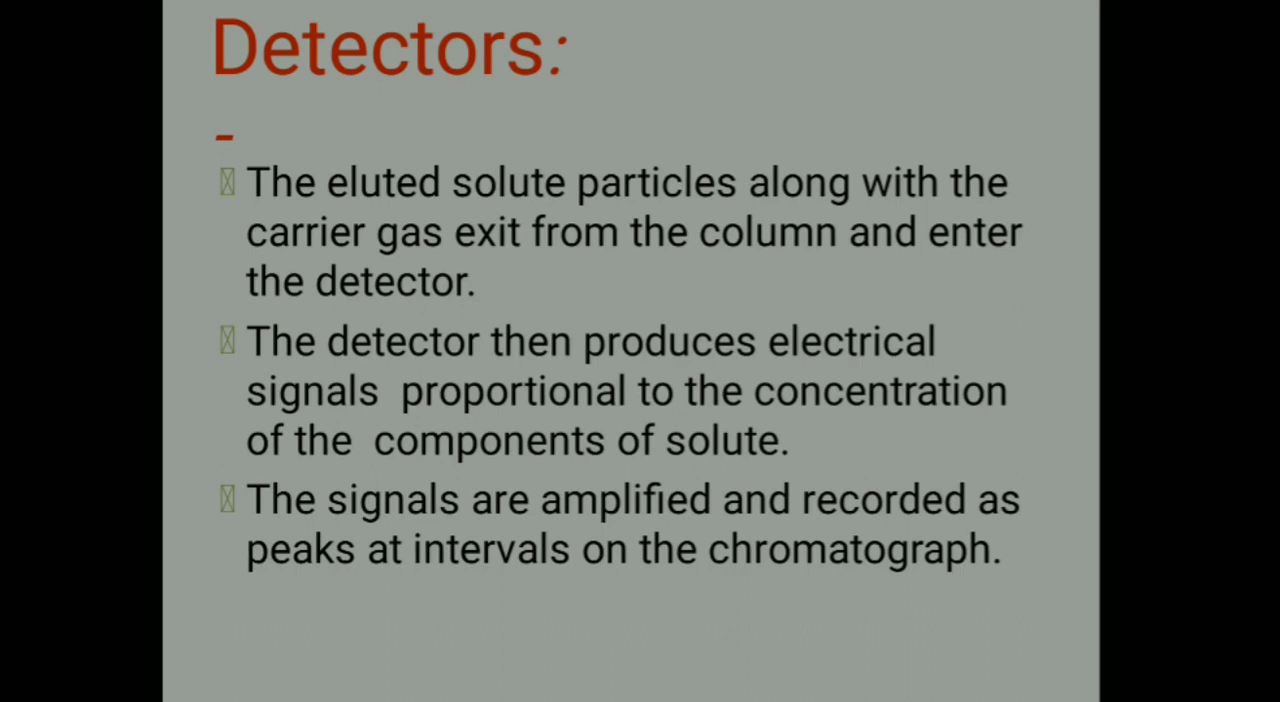 Detectors:
-
The eluted solute particles along with the
carrier gas exit from the column and enter
the detector.
The detector then produces electrical
signals  proportional to the concentration
of the  components of solute.
The signals are amplified and recorded as
peaks at intervals on the chromatograph.